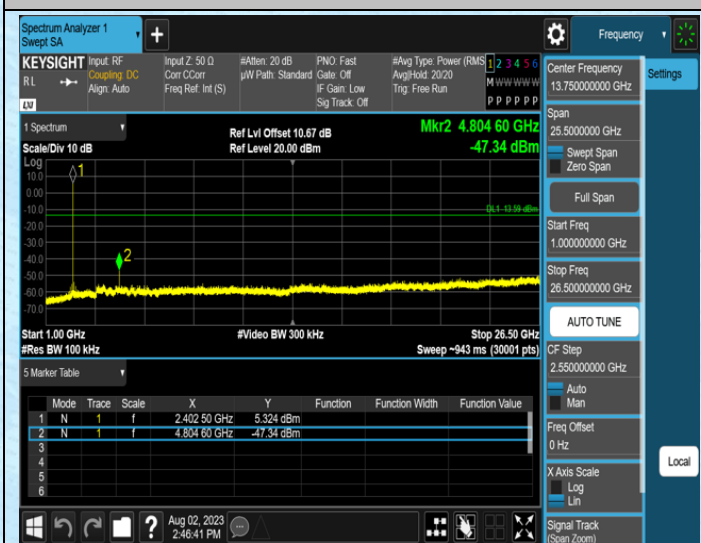 Spectrum Analyzer 1
Swept SA
Frequency
KEYSIGHT
R L
LXI
Input: RF
Coupling: DC
Align: Auto
Input Z: 50 Ω
Corr CCorr
Freq Ref: Int (S)
#Atten: 20 dB
µW Path: Standard
PNO: Fast
Gate: Off
IF Gain: Low
Sig Track: Off
#Avg Type: Power (RMS
Avg|Hold: 20/20
Trig: Free Run
1 2 3 4 5 6
M W W W W W
P P P P P P
1 Spectrum
Scale/Div 10 dB
Ref Lvl Offset 10.67 dB
Ref Level 20.00 dBm
Mkr2 4.804 60 GHz
-47.34 dBm
Log
10.0
0.00
-10.0
-20.0
-30.0
-40.0
-50.0
-60.0
-70.0
1
2
DL1 -13.59 dBm
Start 1.00 GHz
#Res BW 100 kHz
#Video BW 300 kHz
Stop 26.50 GHz
Sweep ~943 ms (30001 pts)
5 Marker Table
Mode Trace Scale X Y Function Function Width Function Value
1 N 1 f 2.402 50 GHz 5.324 dBm
2 N 1 f 4.804 60 GHz -47.34 dBm
3
4
5
6
Aug 02, 2023
2:46:41 PM
Center Frequency
13.750000000 GHz
Settings
Span
25.5000000 GHz
Swept Span
Zero Span
Full Span
Start Freq
1.000000000 GHz
Stop Freq
26.500000000 GHz
AUTO TUNE
CF Step
2.550000000 GHz
Auto
Man
Freq Offset
0 Hz
X Axis Scale
Log
Lin
Local
Signal Track
(Span Zoom)